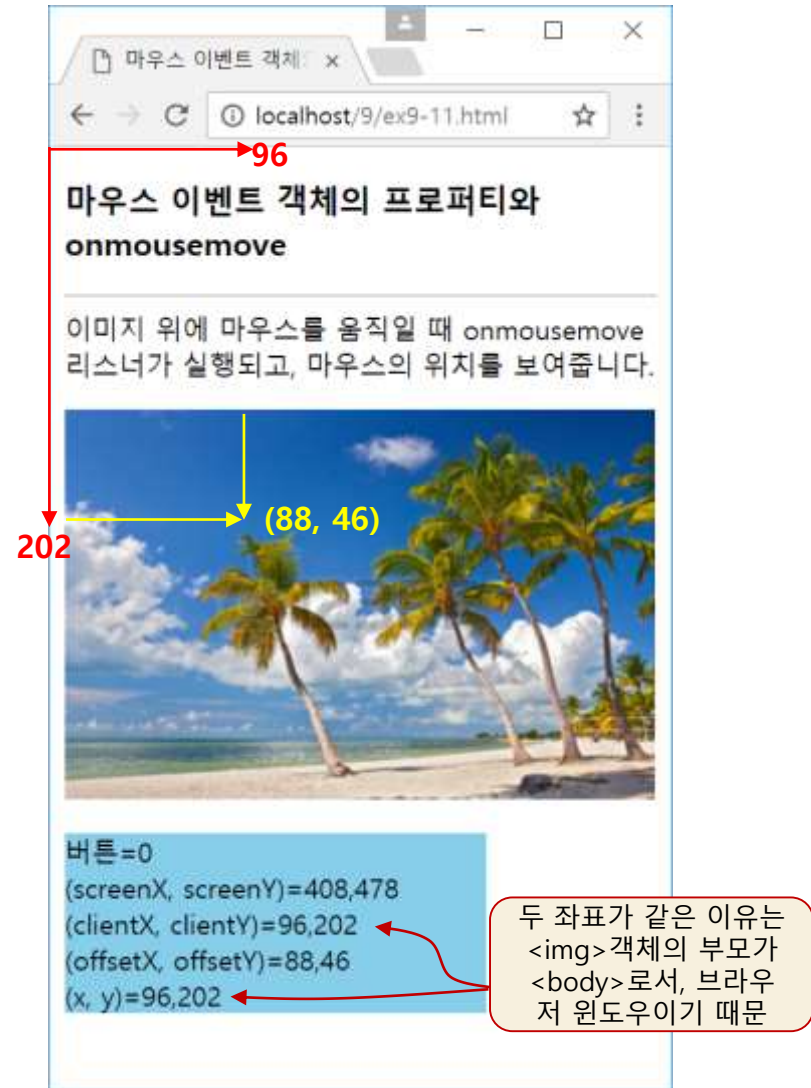 마우스 이벤트 객체
localhost/9/ex9-11.html
96
마우스 이벤트 객체의 프로퍼티와
onmousemove
이미지 위에 마우스를 움직일 때 onmousemove
리스너가 실행되고, 마우스의 위치를 보여줍니다.
(88, 46)
202
버튼=0
(screenX, screenY)=408,478
(clientX, clientY)=96,202
(offsetX, offsetY)=88,46
(x, y)=96,202
두 좌표가 같은 이유는
<img>객체의 부모가
<body>로서, 브라우
저 윈도우이기 때문